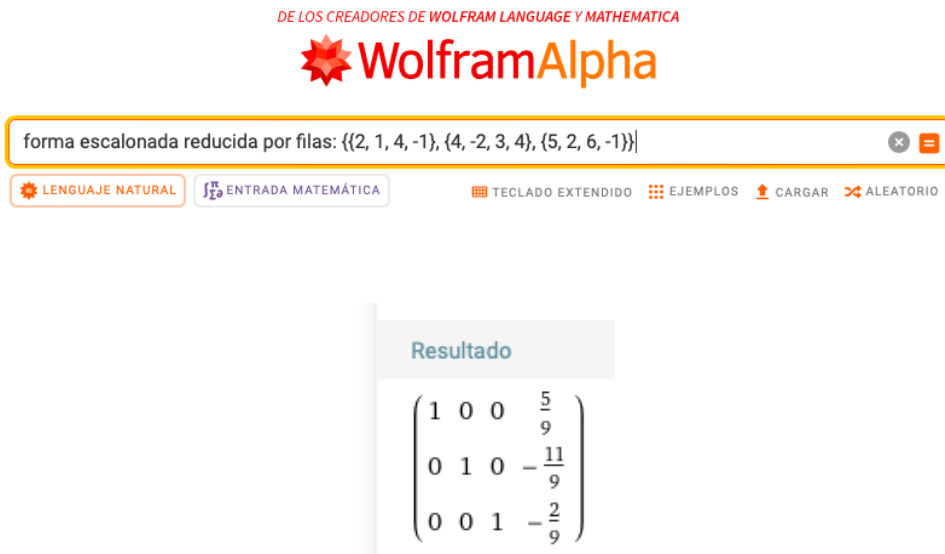 DE LOS CREADORES DE WOLFRAM LANGUAGE Y MATHEMATICA
WolframAlpha
forma escalonada reducida por filas: {{2, 1, 4, -1}, {4, -2, 3, 4}, {5, 2, 6, -1}}
LENGUAJE NATURAL ENTRADA MATEMÁTICA TECLADO EXTENDIDO EJEMPLOS CARGAR ALEATORIO
Resultado
1 0 0 5/9
0 1 0 -11/9
0 0 1 -2/9